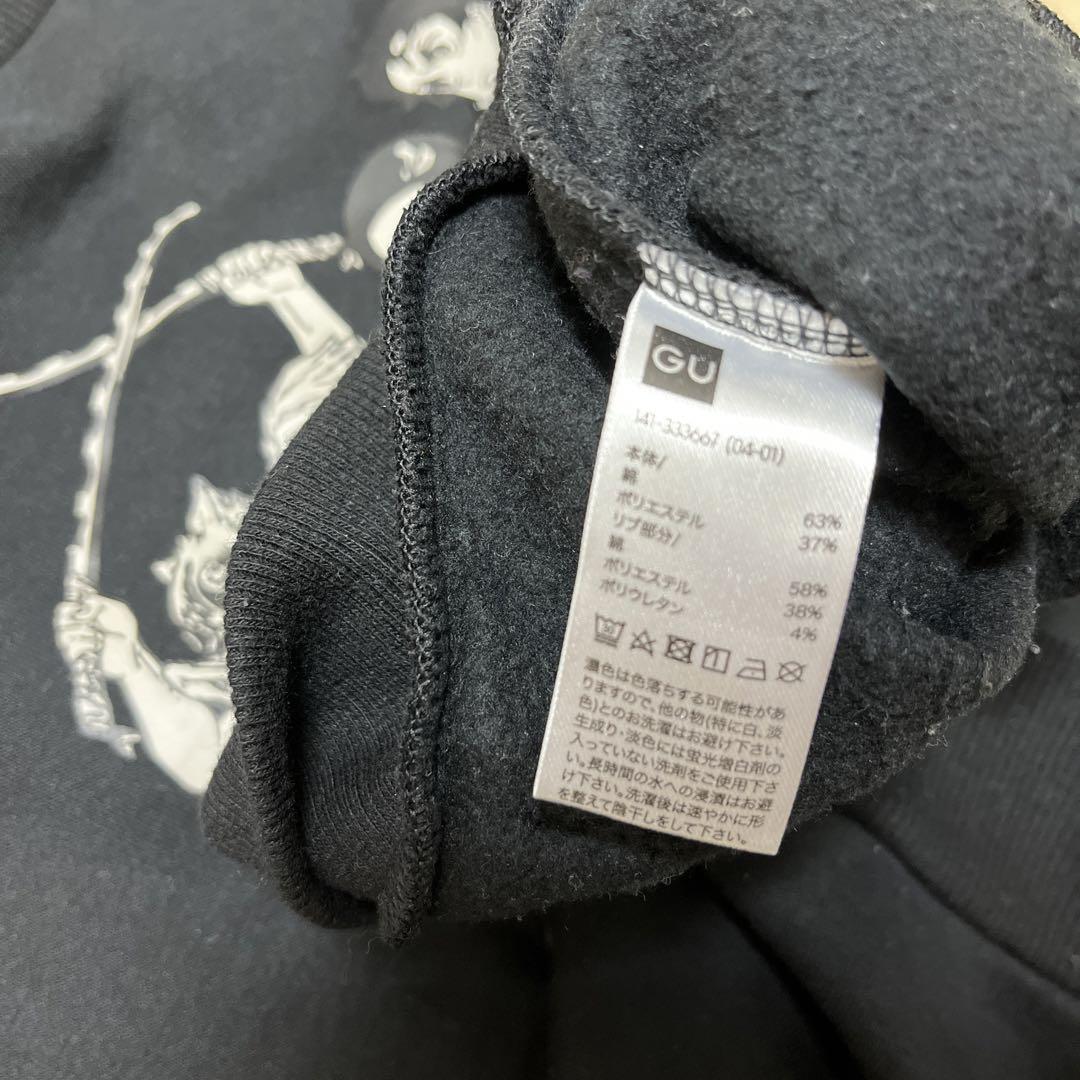 GU
141-333667 (04-01)
本体/
綿 63%
ポリエステル 37%
リブ部分/
綿 58%
ポリエステル 38%
ポリウレタン 4%
濃色は色落ちする可能性があ
りますので、他の物(特に白、淡
色)とのお洗濯はお避け下さい。
生成り・淡色には蛍光増白剤の
入っていない洗剤をご使用下さ
い。長時間の水への浸漬はお避
け下さい。洗濯後は速やかに形
を整えて陰干しをして下さい。